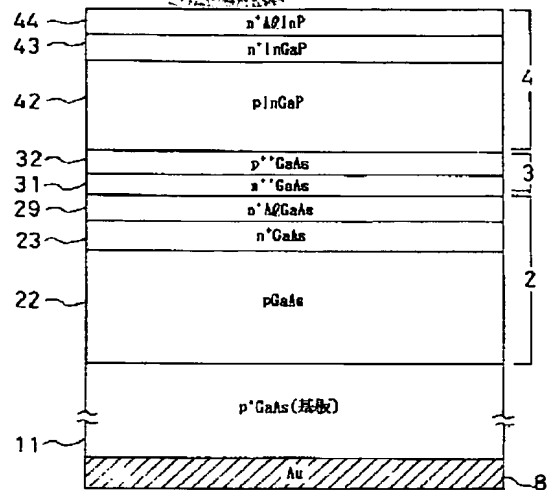 44 n⁺AℓInP
43 n⁺InGaP
42 pInGaP
4
32 p⁺⁺GaAs
31 n⁺⁺GaAs
3
29 n⁺AℓGaAs
23 n⁺GaAs
22 pGaAs
2
p⁺GaAs(基板)
11
Au 8